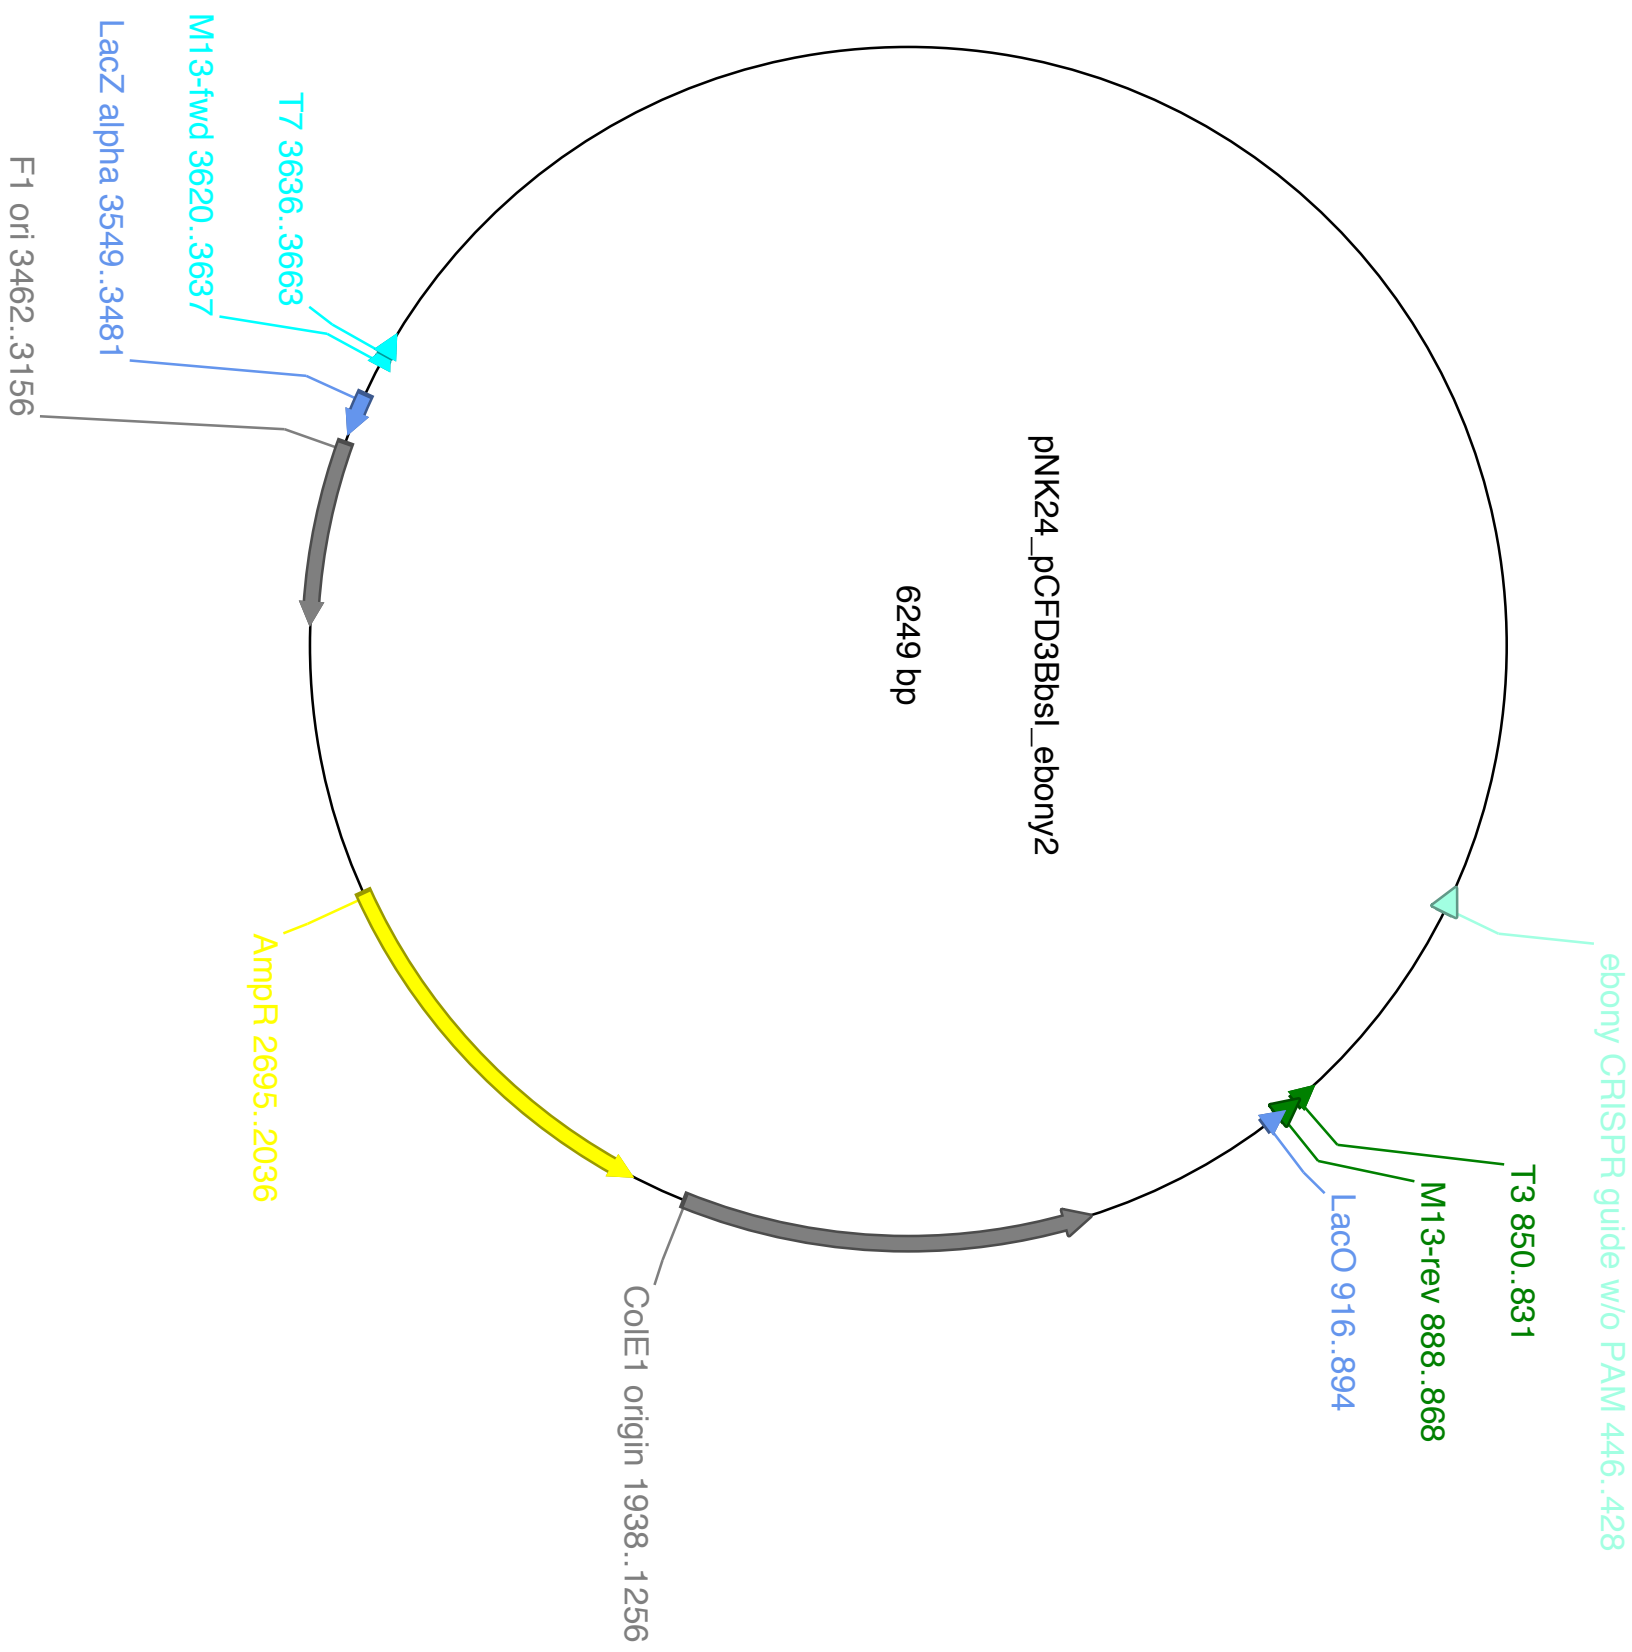 pNK24_pCFD3BbsI_ebony2
6249 bp
ebony CRISPR guide w/o PAM 446..428
T3 850..831
M13-rev 888..868
LacO 916..894
ColE1 origin 1938..1256
AmpR 2695..2036
F1 ori 3462..3156
LacZ alpha 3549..3481
M13-fwd 3620..3637
T7 3636..3663